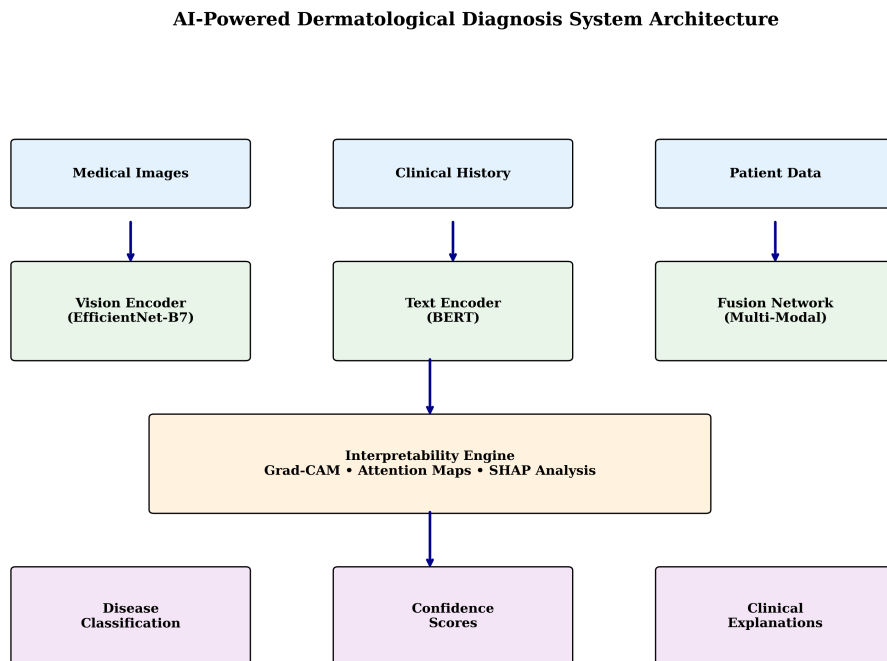 AI-Powered Dermatological Diagnosis System Architecture
Medical Images
Clinical History
Patient Data
Vision Encoder
(EfficientNet-B7)
Text Encoder
(BERT)
Fusion Network
(Multi-Modal)
Interpretability Engine
Grad-CAM • Attention Maps • SHAP Analysis
Disease
Classification
Confidence
Scores
Clinical
Explanations